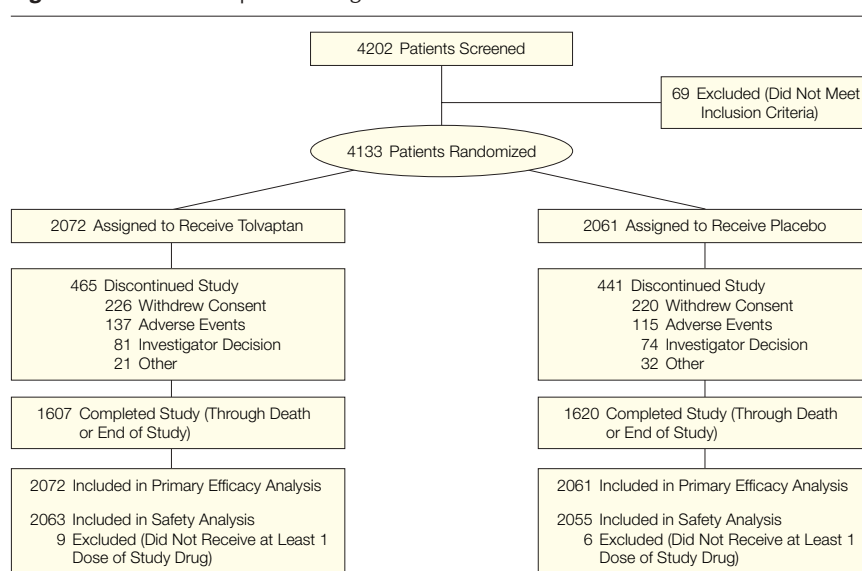 4202 Patients Screened
69 Excluded (Did Not Meet
Inclusion Criteria)
4133 Patients Randomized
2072 Assigned to Receive Tolvaptan
465 Discontinued Study
226 Withdrew Consent
137 Adverse Events
81 Investigator Decision
21 Other
1607 Completed Study (Through Death
or End of Study)
2072 Included in Primary Efficacy Analysis
2063 Included in Safety Analysis
9 Excluded (Did Not Receive at Least 1
Dose of Study Drug)
2061 Assigned to Receive Placebo
441 Discontinued Study
220 Withdrew Consent
115 Adverse Events
74 Investigator Decision
32 Other
1620 Completed Study (Through Death
or End of Study)
2061 Included in Primary Efficacy Analysis
2055 Included in Safety Analysis
6 Excluded (Did Not Receive at Least 1
Dose of Study Drug)